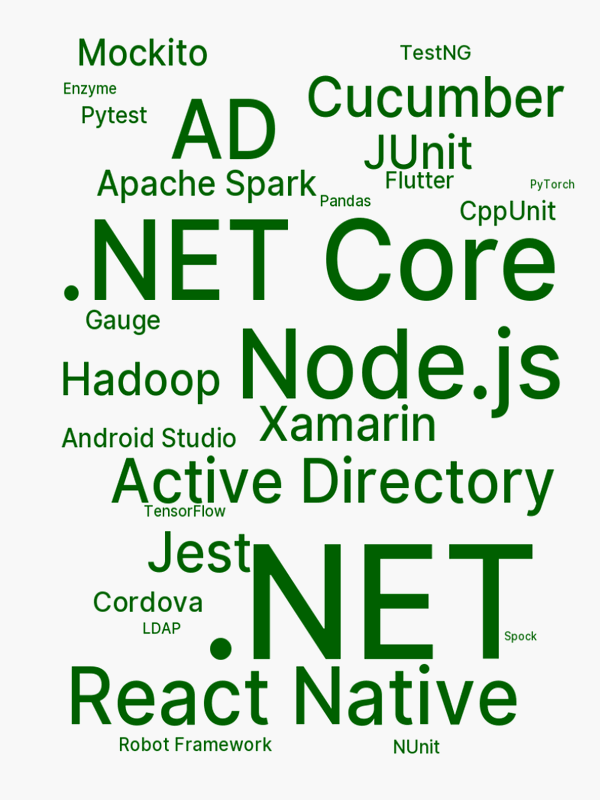 Mockito
TestNG
Enzyme
Cucumber
Pytest
AD
JUnit
Apache Spark
Flutter
PyTorch
Pandas
CppUnit
.NET Core
Gauge
Node.js
Hadoop
Xamarin
Android Studio
Active Directory
TensorFlow
Jest
.NET
Cordova
LDAP
Spock
React Native
Robot Framework
NUnit